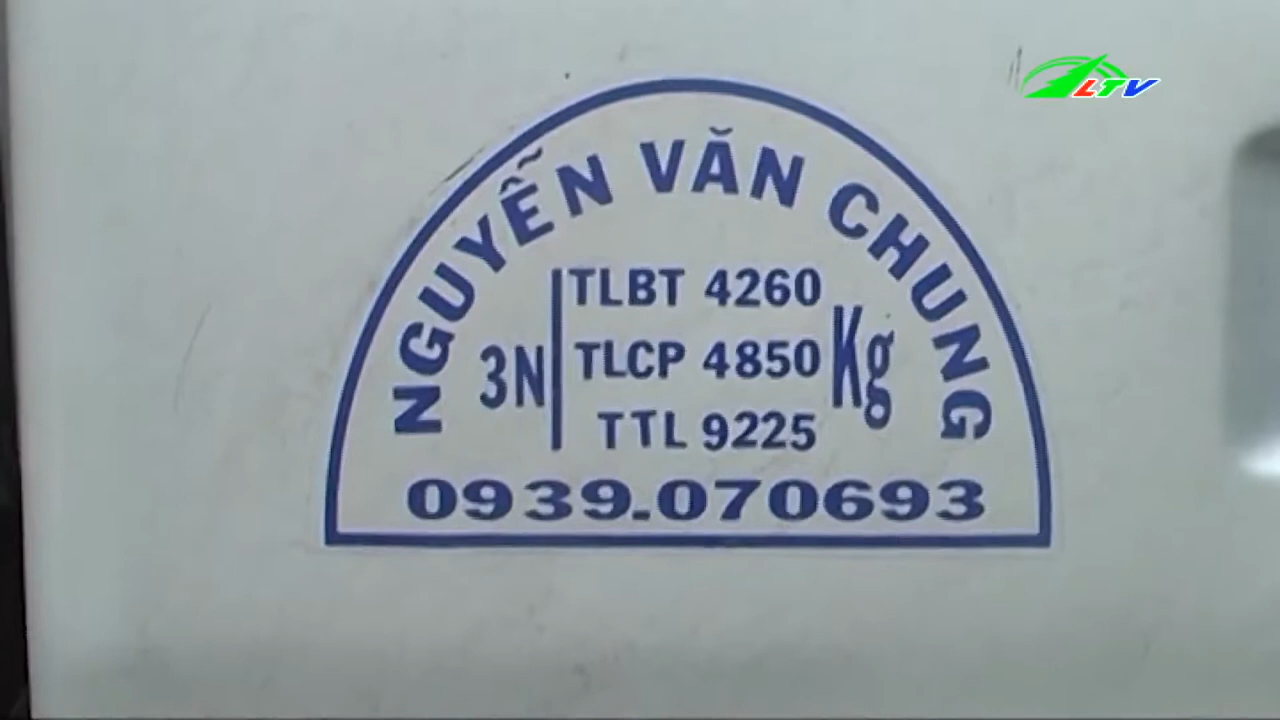 LTV
NGUYỄN VĂN CHUNG
3N
TLBT 4260
TLCP 4850
TTL 9225
Kg
0939.070693